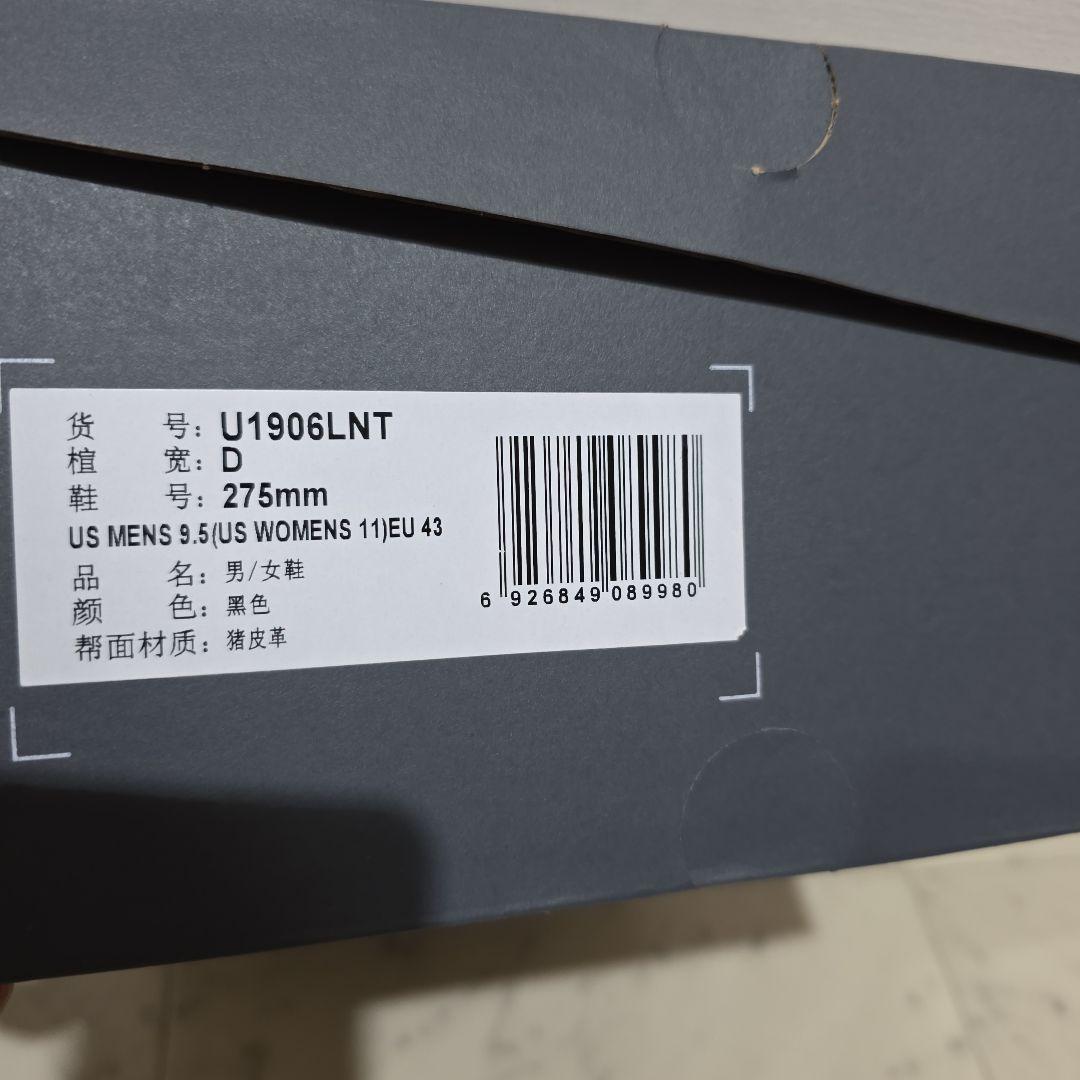 货 号：U1906LNT
楦 宽：D
鞋 号：275mm
US MENS 9.5(US WOMENS 11)EU 43
品 名：男/女鞋
颜 色：黑色
帮面材质：猪皮革
6 926849 089980